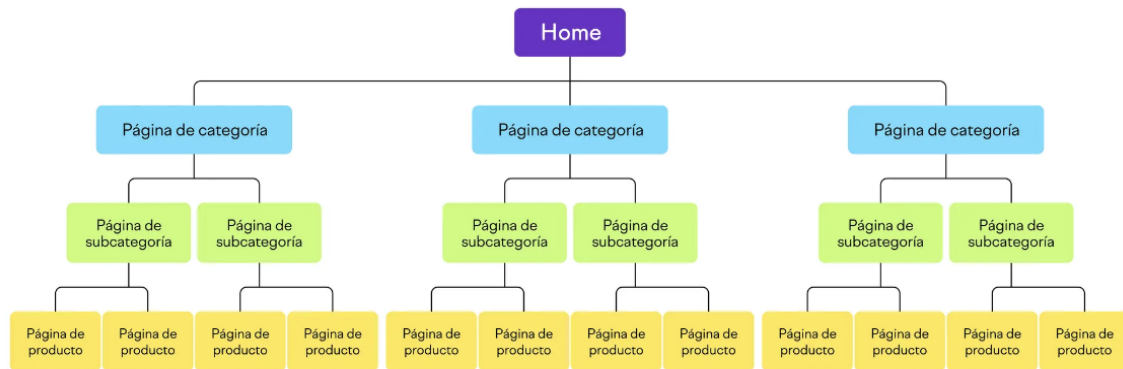 Home
Página de categoría
Página de categoría
Página de categoría
Página de
subcategoría
Página de
subcategoría
Página de
subcategoría
Página de
subcategoría
Página de
subcategoría
Página de
subcategoría
Página de
producto
Página de
producto
Página de
producto
Página de
producto
Página de
producto
Página de
producto
Página de
producto
Página de
producto
Página de
producto
Página de
producto
Página de
producto
Página de
producto